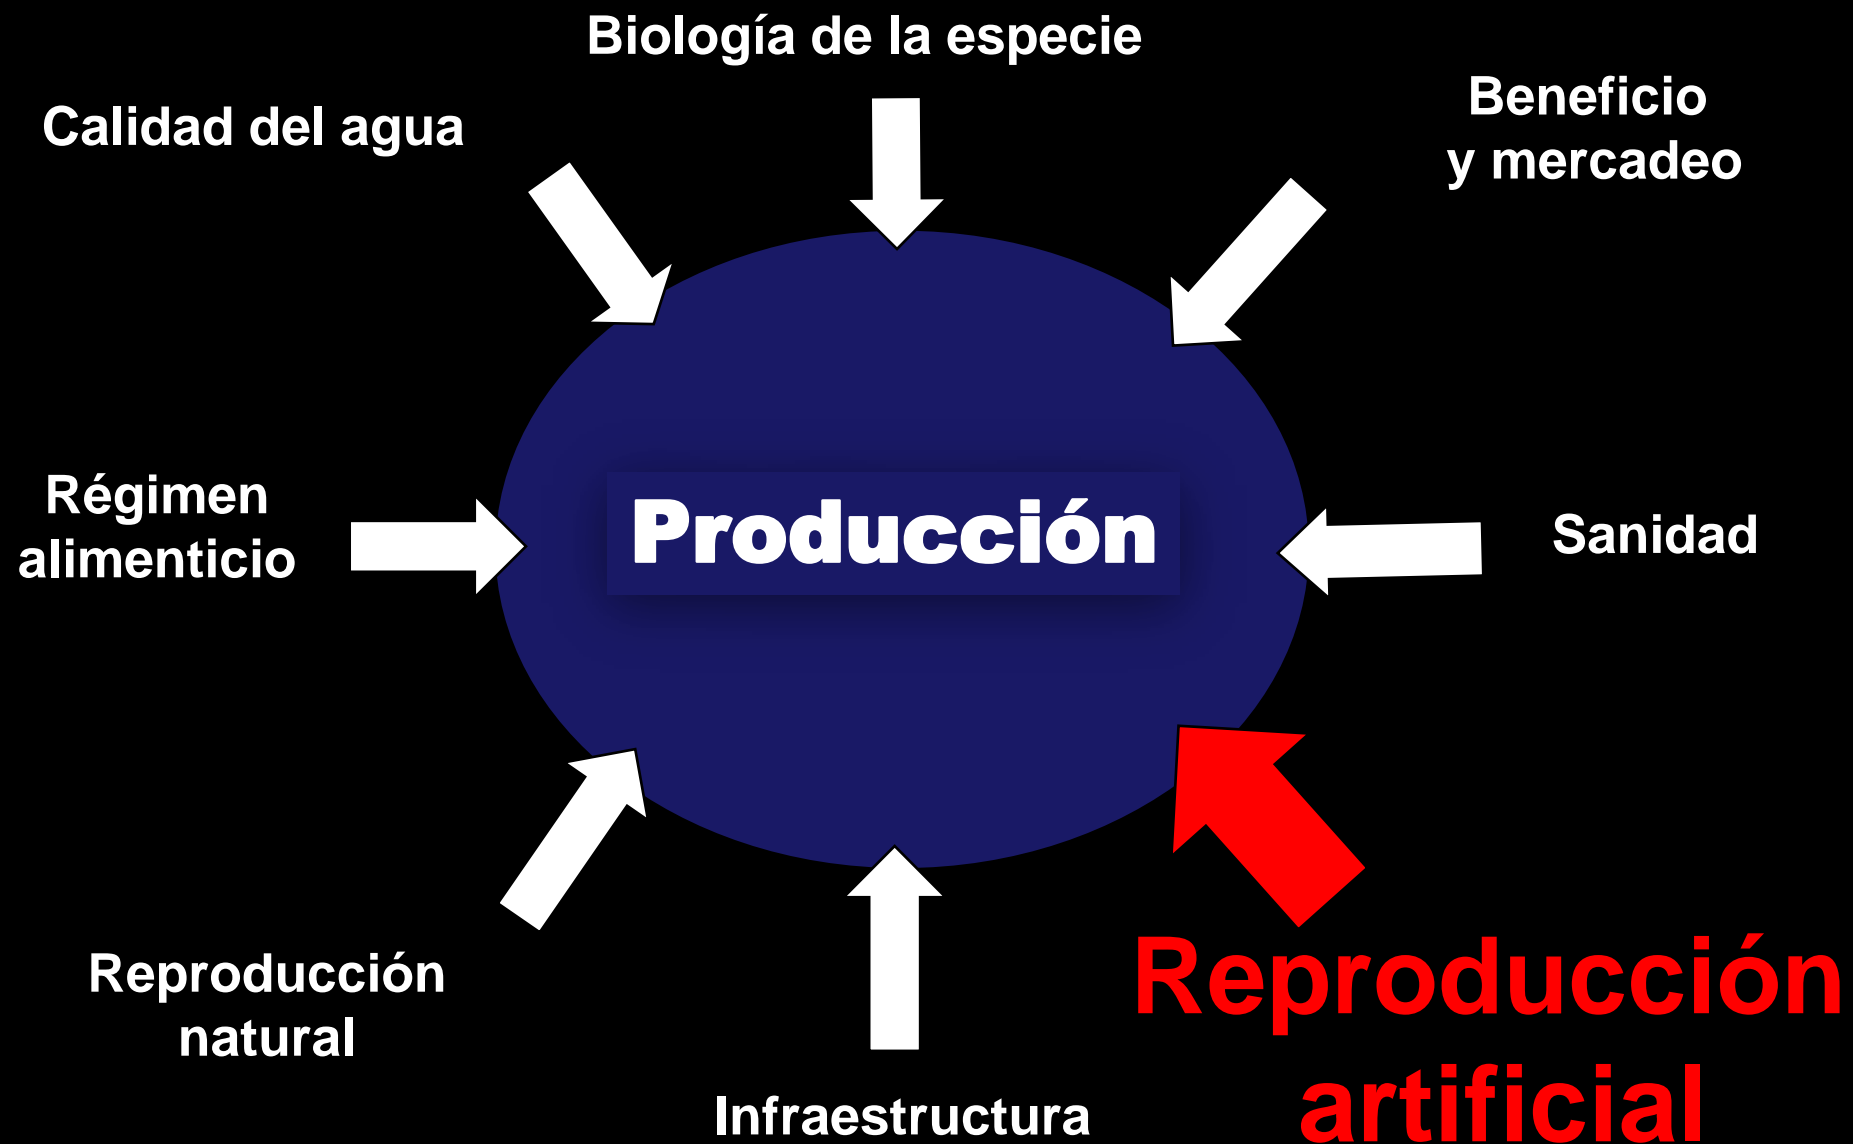 Biología de la especie
Calidad del agua
Beneficio
y mercadeo
Régimen
alimenticio
Producción
Sanidad
Reproducción
natural
Infraestructura
Reproducción
artificial